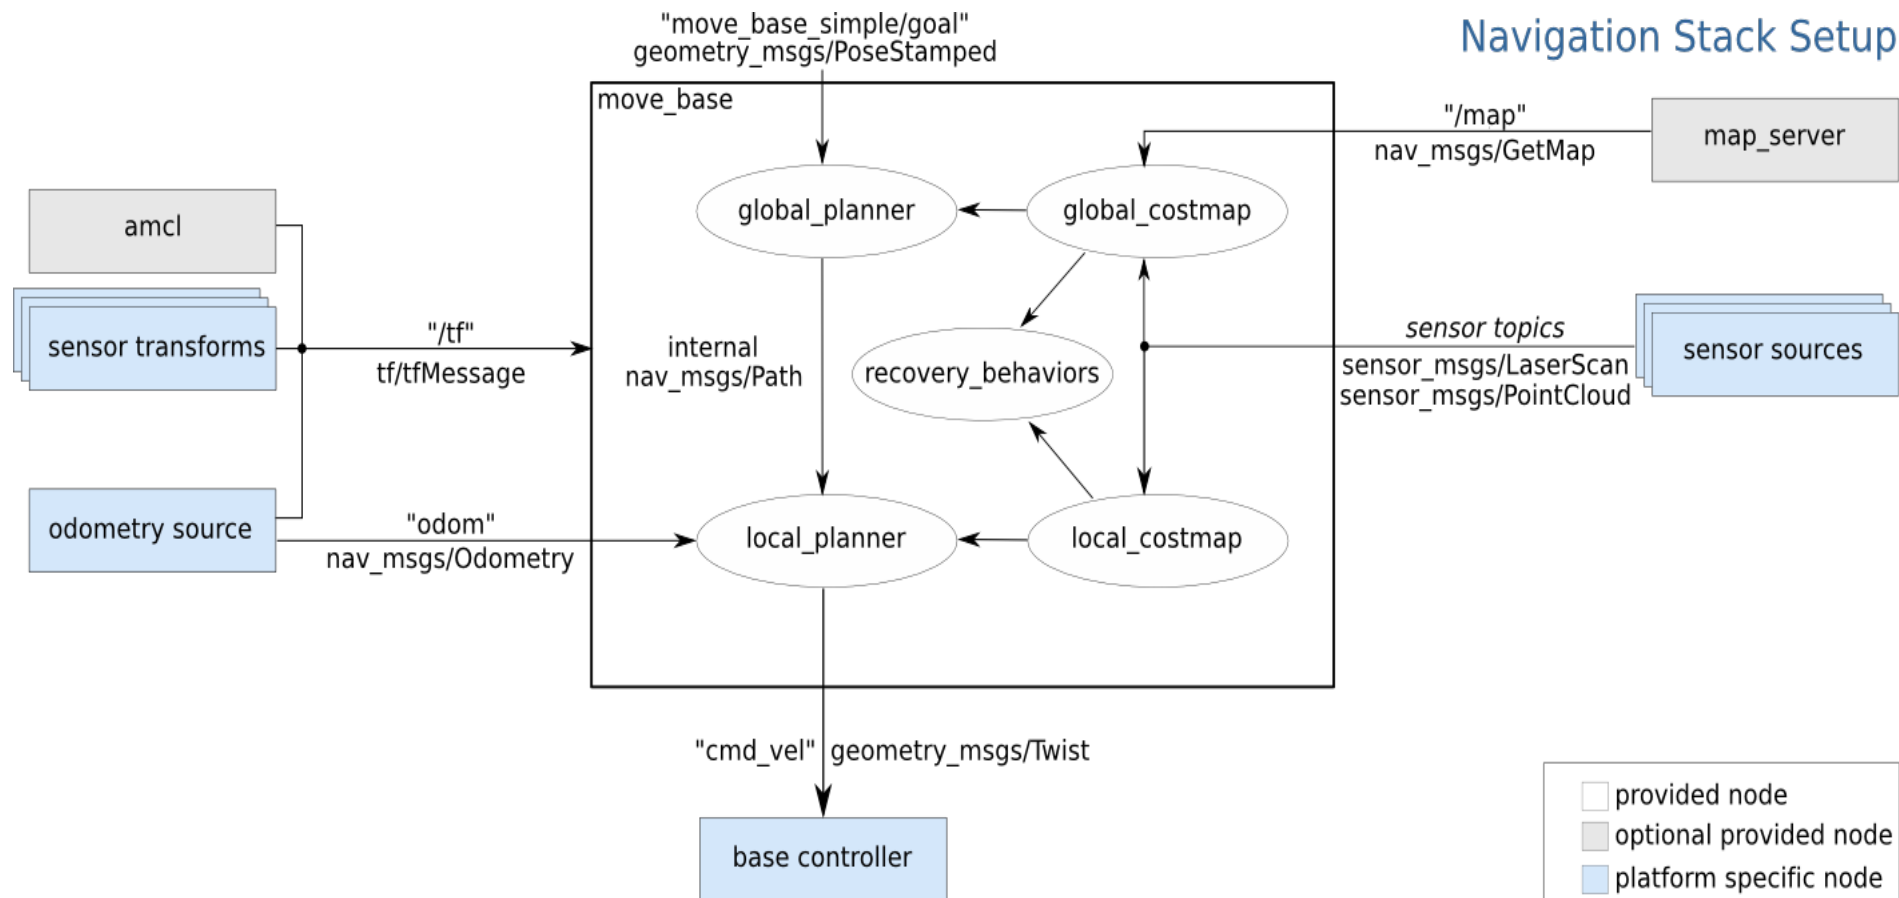 "move_base_simple/goal"
geometry_msgs/PoseStamped
Navigation Stack Setup
move_base
"/map"
nav_msgs/GetMap
map_server
global_planner
global_costmap
amcl
sensor transforms
"/tf"
tf/tfMessage
internal
nav_msgs/Path
recovery_behaviors
sensor topics
sensor_msgs/LaserScan
sensor_msgs/PointCloud
sensor sources
odometry source
"odom"
nav_msgs/Odometry
local_planner
local_costmap
"cmd_vel" geometry_msgs/Twist
base controller
provided node
optional provided node
platform specific node